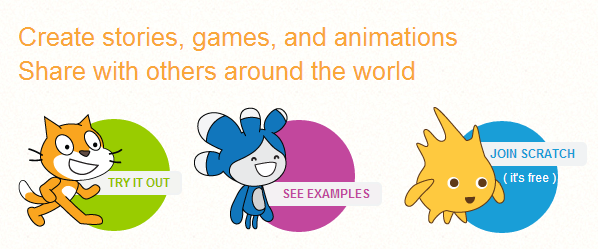 Create stories, games, and animations
Share with others around the world
TRY IT OUT
SEE EXAMPLES
JOIN SCRATCH
( it's free )